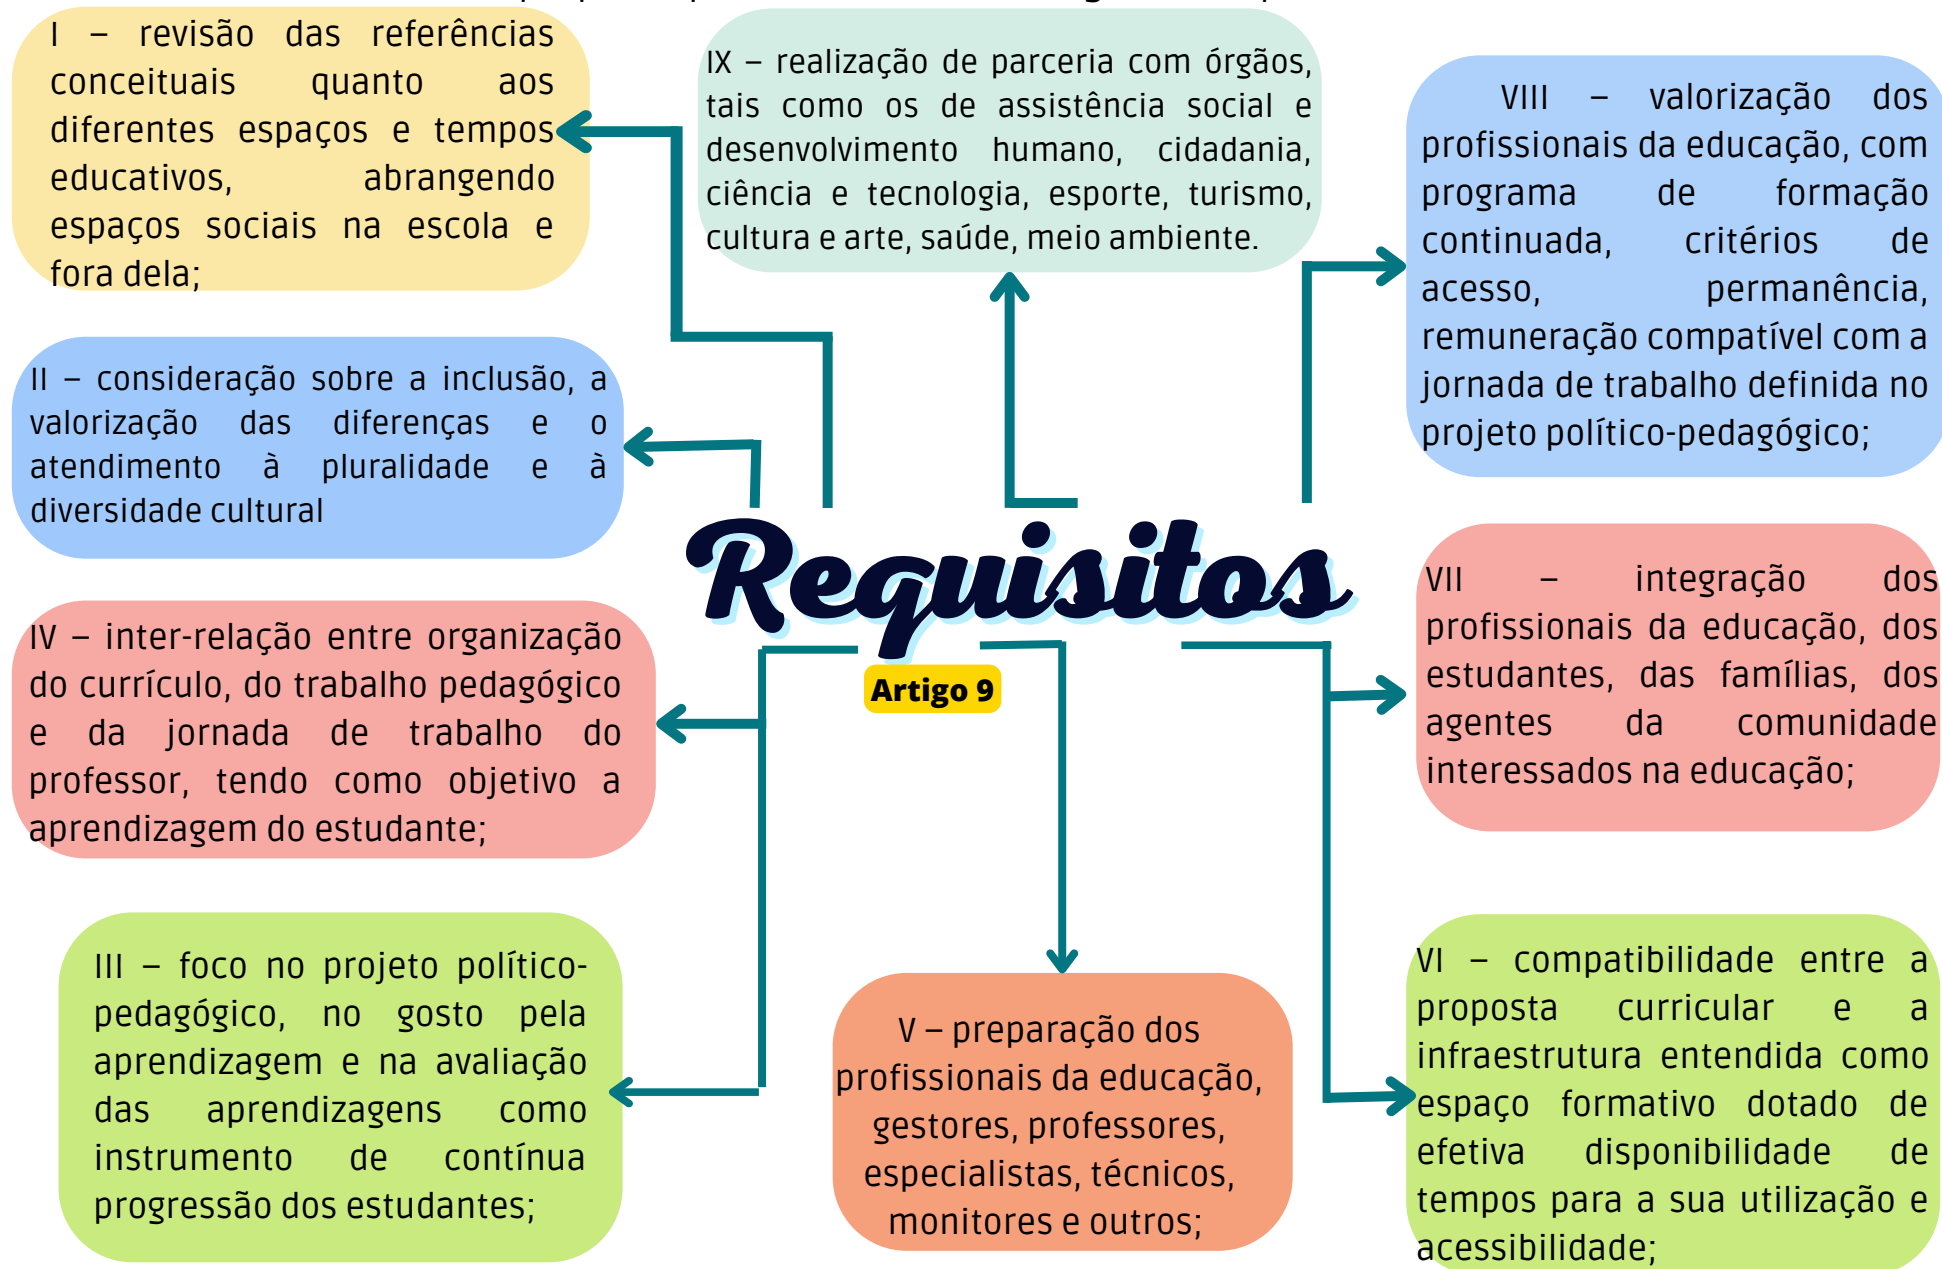 I – revisão das referências
conceituais quanto aos
diferentes espaços e tempos
educativos, abrangendo
espaços sociais na escola e
fora dela;
IX – realização de parceria com órgãos,
tais como os de assistência social e
desenvolvimento humano, cidadania,
ciência e tecnologia, esporte, turismo,
cultura e arte, saúde, meio ambiente.
VIII – valorização dos
profissionais da educação, com
programa de formação
continuada, critérios de
acesso, permanência,
remuneração compatível com a
jornada de trabalho definida no
projeto político-pedagógico;
II – consideração sobre a inclusão, a
valorização das diferenças e o
atendimento à pluralidade e à
diversidade cultural
Requisitos
Artigo 9
VII – integração dos
profissionais da educação, dos
estudantes, das famílias, dos
agentes da comunidade
interessados na educação;
IV – inter-relação entre organização
do currículo, do trabalho pedagógico
e da jornada de trabalho do
professor, tendo como objetivo a
aprendizagem do estudante;
III – foco no projeto político-
pedagógico, no gosto pela
aprendizagem e na avaliação
das aprendizagens como
instrumento de contínua
progressão dos estudantes;
V – preparação dos
profissionais da educação,
gestores, professores,
especialistas, técnicos,
monitores e outros;
VI – compatibilidade entre a
proposta curricular e a
infraestrutura entendida como
espaço formativo dotado de
efetiva disponibilidade de
tempos para a sua utilização e
acessibilidade;